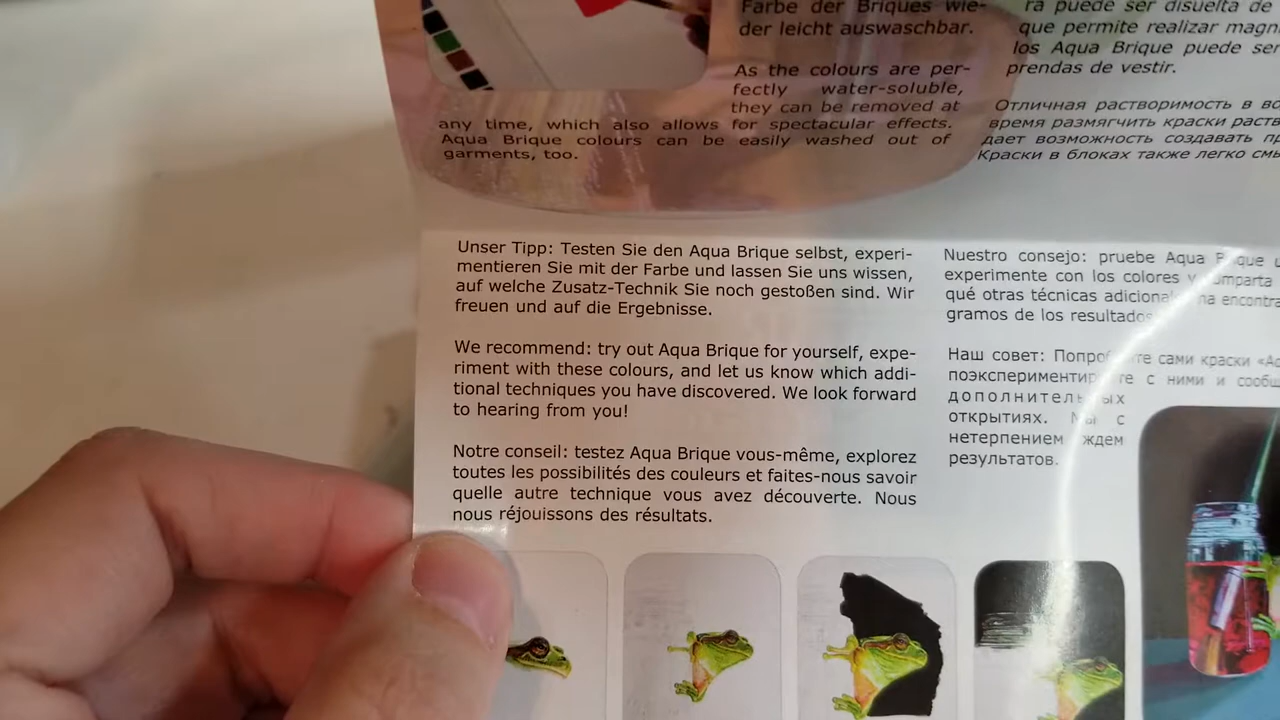 Farbe der Briques wie-
der leicht auswaschbar.
As the colours are per-
fectly water-soluble,
they can be removed at
any time, which also allows for spectacular effects.
Aqua Brique colours can be easily washed out of
garments, too.
ra puede ser disuelta de
que permite realizar magn
los Aqua Brique puede ser
prendas de vestir.
Отличная растворимость в во
время размягчить краски раств
дает возможность создавать п
Краски в блоках также легко смы
Unser Tipp: Testen Sie den Aqua Brique selbst, experi-
mentieren Sie mit der Farbe und lassen Sie uns wissen,
auf welche Zusatz-Technik Sie noch gestoßen sind. Wir
freuen und auf die Ergebnisse.
We recommend: try out Aqua Brique for yourself, expe-
riment with these colours, and let us know which addi-
tional techniques you have discovered. We look forward
to hearing from you!
Notre conseil: testez Aqua Brique vous-même, explorez
toutes les possibilités des couleurs et faites-nous savoir
quelle autre technique vous avez découverte. Nous
nous réjouissons des résultats.
Nuestro consejo: pruebe Aqua
experimente con los colores y
qué otras técnicas encontra
gramos de los resultados
Наш совет: сами краски
с ними и сообщ
открытиях. с
нетерпением ждем
результатов.